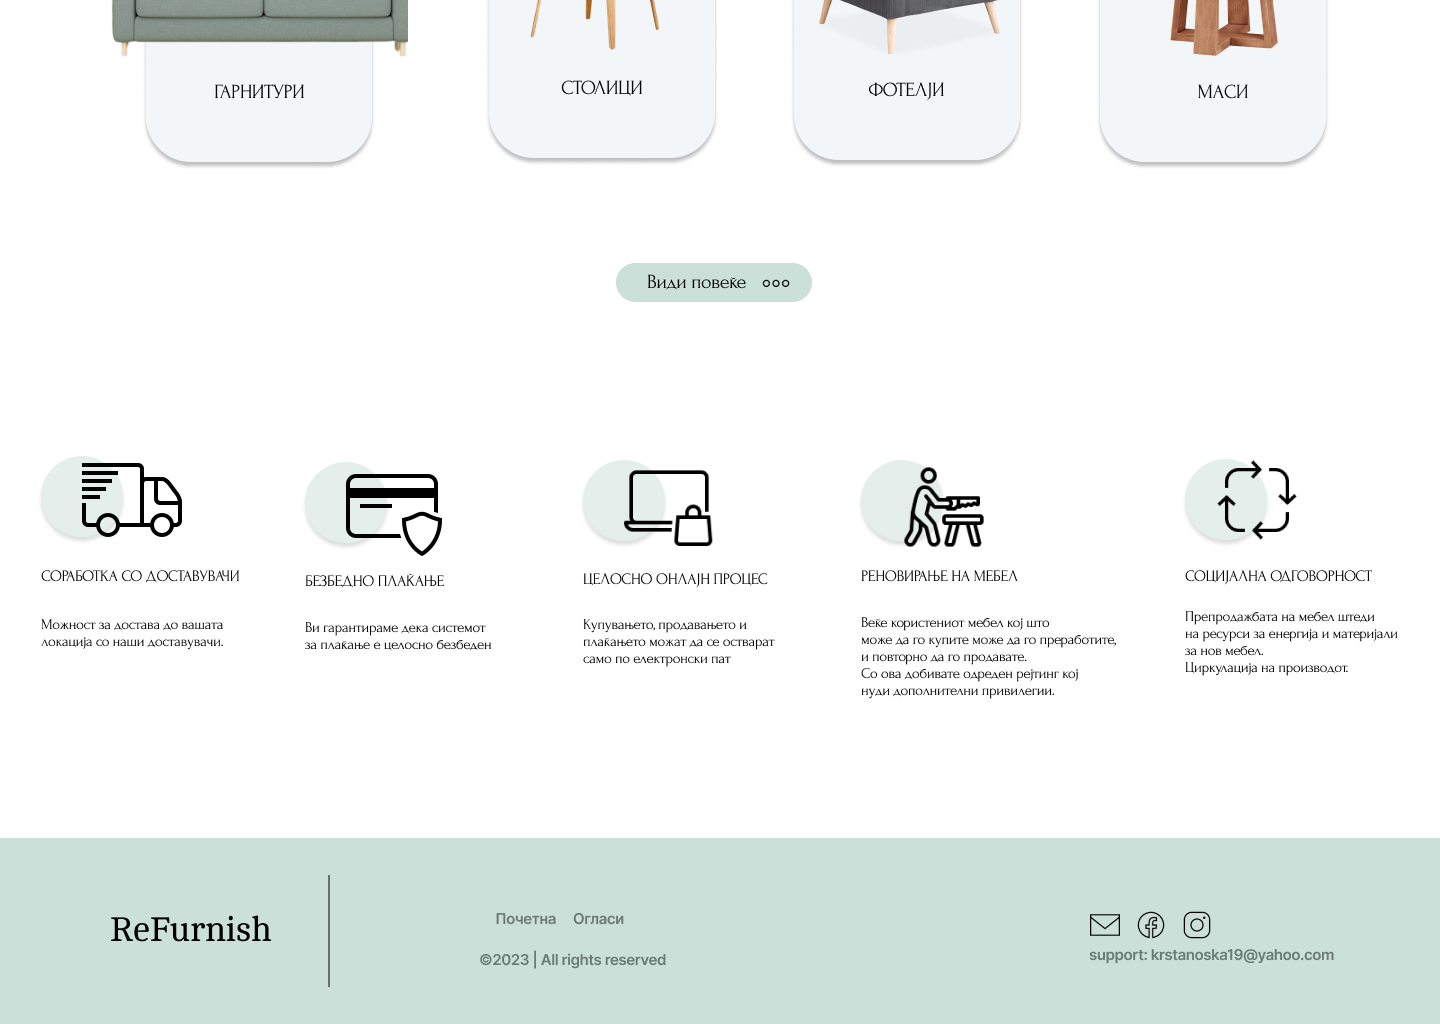 ГАРНИТУРИ
СТОЛИЦИ
ФОТЕЛЈИ
МАСИ
Види повеќе
СОРАБОТКА СО ДОСТАВУВАЧИ
Можност за достава до вашата
локација со наши доставувачи.
БЕЗБЕДНО ПЛАЌАЊЕ
Ви гарантираме дека системот
за плаќање е целосно безбеден
ЦЕЛОСНО ОНЛАЈН ПРОЦЕС
Купувањето, продавањето и
плаќањето можат да се остварат
само по електронски пат
РЕНОВИРАЊЕ НА МЕБЕЛ
Веќе користениот мебел кој што
може да го купите може да го преработите,
и повторно да го продавате.
Со ова добивате одреден рејтинг кој
нуди дополнителни привилегии.
СОЦИЈАЛНА ОДГОВОРНОСТ
Препродажбата на мебел штеди
на ресурси за енергија и материјали
за нов мебел.
Циркулација на производот.
ReFurnish
Почетна Огласи
©2023 | All rights reserved
support: krstanoska19@yahoo.com